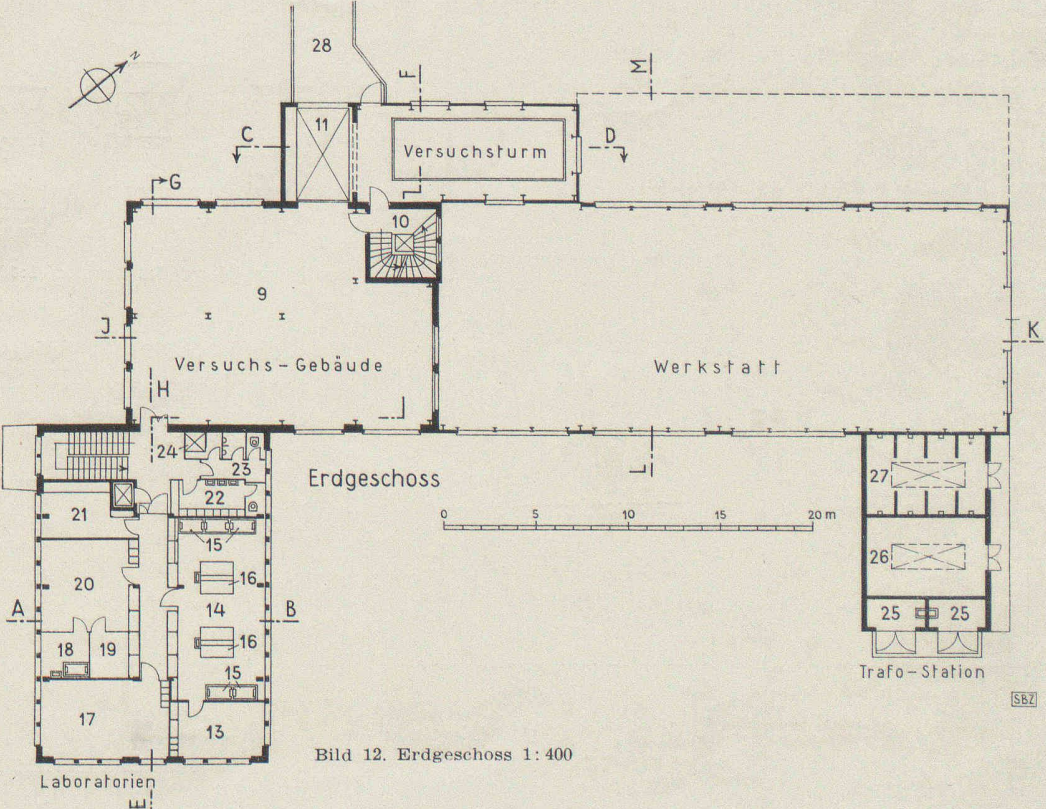 N
28
F
M
11
C
Versuchsturm
D
G
10
9
J
Versuchs-Gebäude
Werkstatt
K
H
24
23
L
Erdgeschoss
22
27
21
0 5 10 15 20 m
15
26
20
16
14
A
B
25 25
16
18 19
15
Trafo-Station
SBZ
17
13
Bild 12. Erdgeschoss 1:400
Laboratorien
E